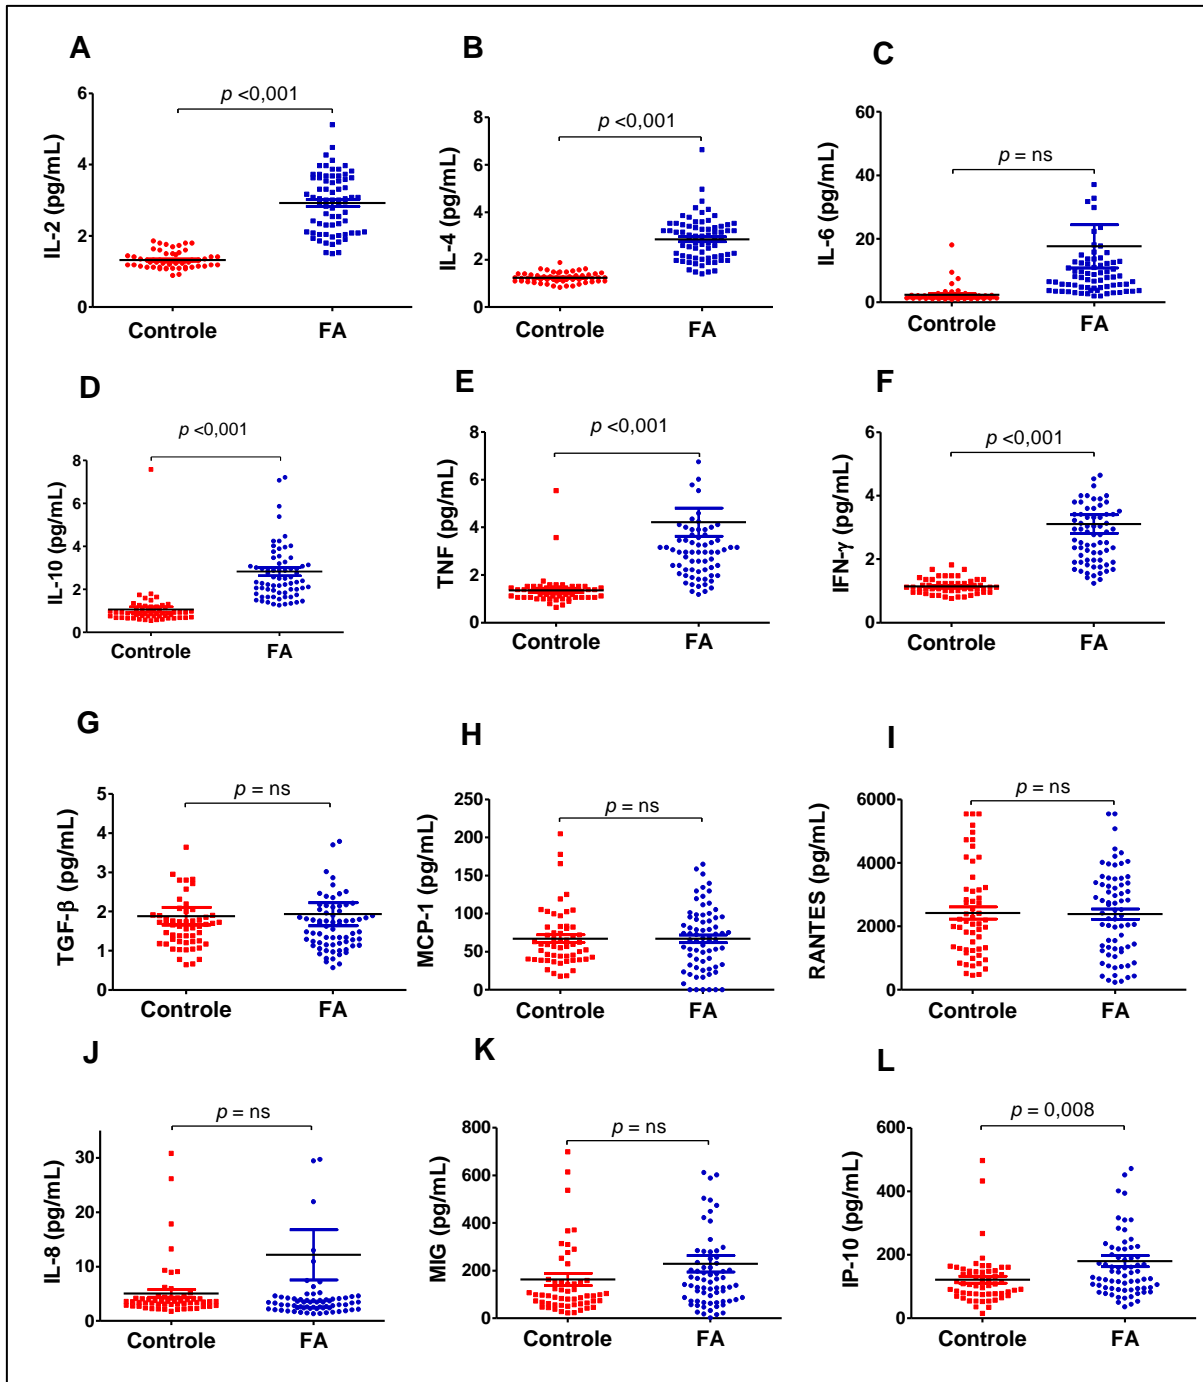 A
p <0,001
6
4
2
0
IL-2 (pg/mL)
Controle FA
B
p <0,001
8
6
4
2
0
IL-4 (pg/mL)
Controle FA
C
p = ns
60
40
20
0
IL-6 (pg/mL)
Controle FA
D
p <0,001
8
6
4
2
0
IL-10 (pg/mL)
Controle FA
E
p <0,001
8
6
4
2
0
TNF (pg/mL)
Controle FA
F
p <0,001
6
4
2
0
IFN-γ (pg/mL)
Controle FA
G
p = ns
5
4
3
2
1
0
TGF-β (pg/mL)
Controle FA
H
p = ns
250
200
150
100
50
0
MCP-1 (pg/mL)
Controle FA
I
p = ns
6000
4000
2000
0
RANTES (pg/mL)
Controle FA
J
p = ns
30
20
10
0
IL-8 (pg/mL)
Controle FA
K
p = ns
800
600
400
200
0
MIG (pg/mL)
Controle FA
L
p = 0,008
600
400
200
0
IP-10 (pg/mL)
Controle FA